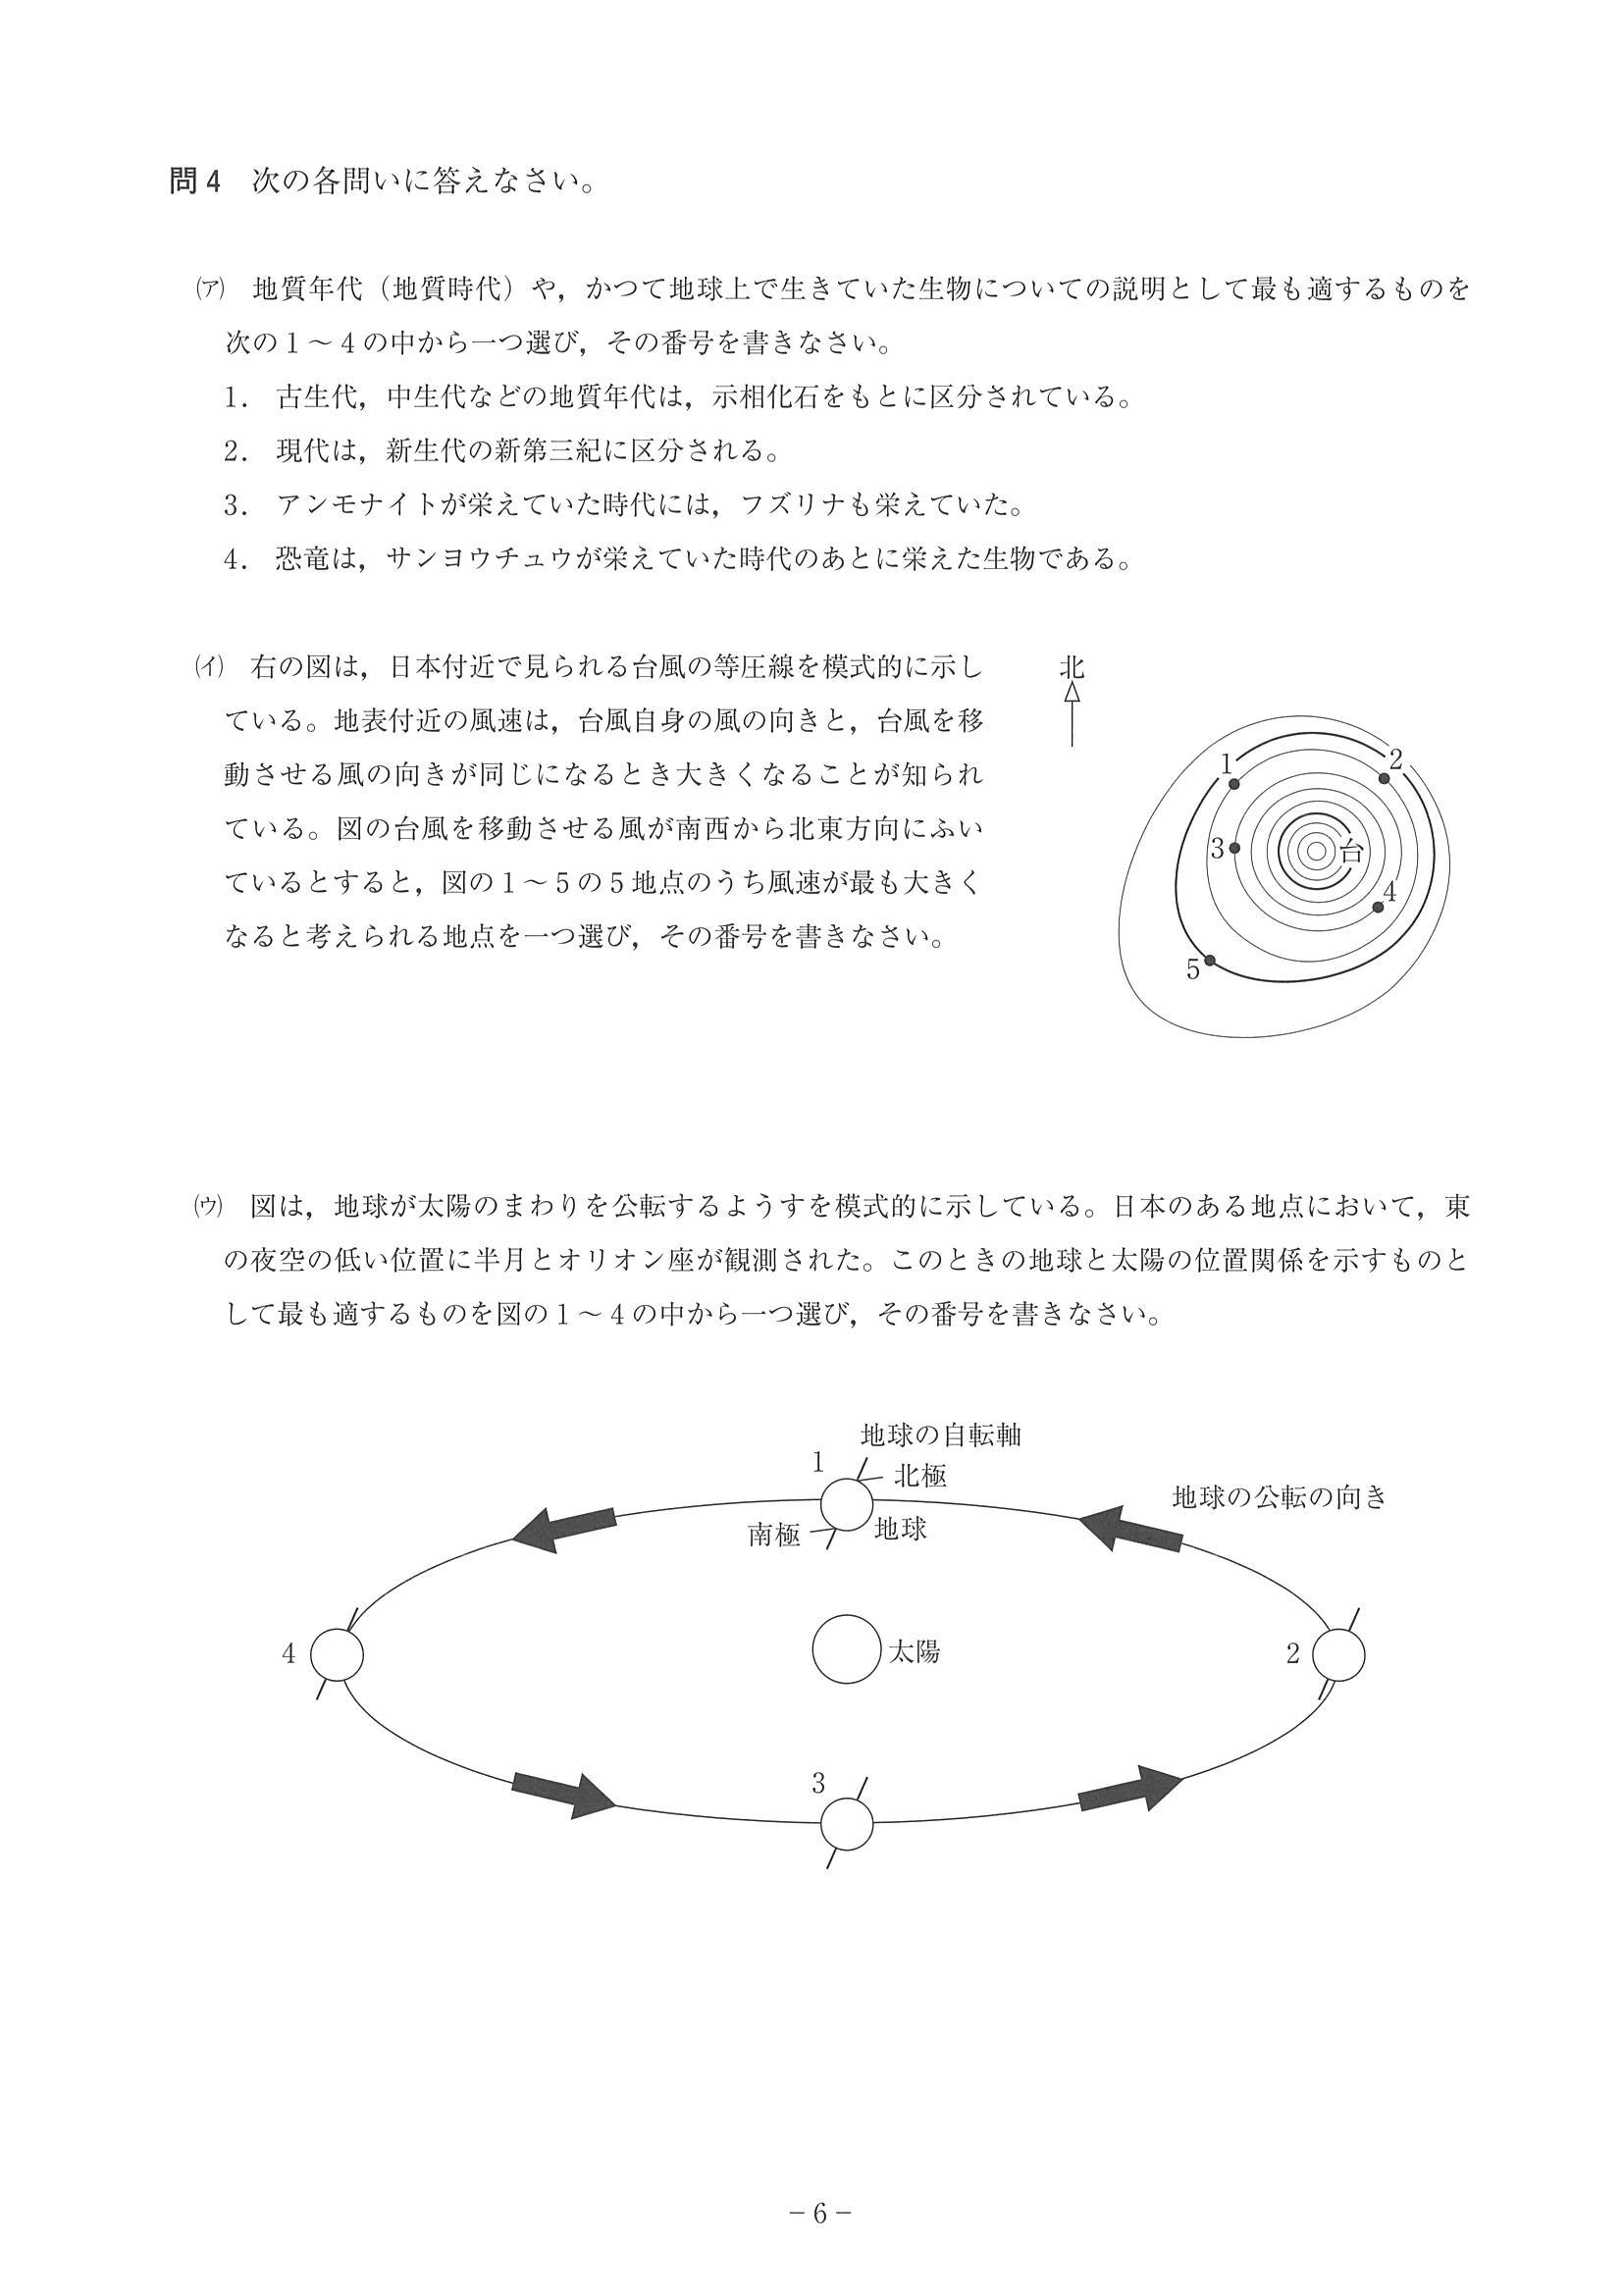 問4 次の各問いに答えなさい。
㋐ 地質年代（地質時代）や，かつて地球上で生きていた生物についての説明として最も適するものを
次の1～4の中から一つ選び，その番号を書きなさい。
1. 古生代，中生代などの地質年代は，示相化石をもとに区分されている。
2. 現代は，新生代の新第三紀に区分される。
3. アンモナイトが栄えていた時代には，フズリナも栄えていた。
4. 恐竜は，サンヨウチュウが栄えていた時代のあとに栄えた生物である。
(イ) 右の図は，日本付近で見られる台風の等圧線を模式的に示し
ている。地表付近の風速は，台風自身の風の向きと，台風を移
動させる風の向きが同じになるとき大きくなることが知られ
ている。図の台風を移動させる風が南西から北東方向にふい
ているとすると，図の1～5の5地点のうち風速が最も大きく
なると考えられる地点を一つ選び，その番号を書きなさい。
北
1
2
3
台
4
5
(ウ) 図は，地球が太陽のまわりを公転するようすを模式的に示している。日本のある地点において，東
の夜空の低い位置に半月とオリオン座が観測された。このときの地球と太陽の位置関係を示すものと
して最も適するものを図の1～4の中から一つ選び，その番号を書きなさい。
地球の自転軸
1
北極
地球の公転の向き
南極
地球
4
太陽
2
3
－6－